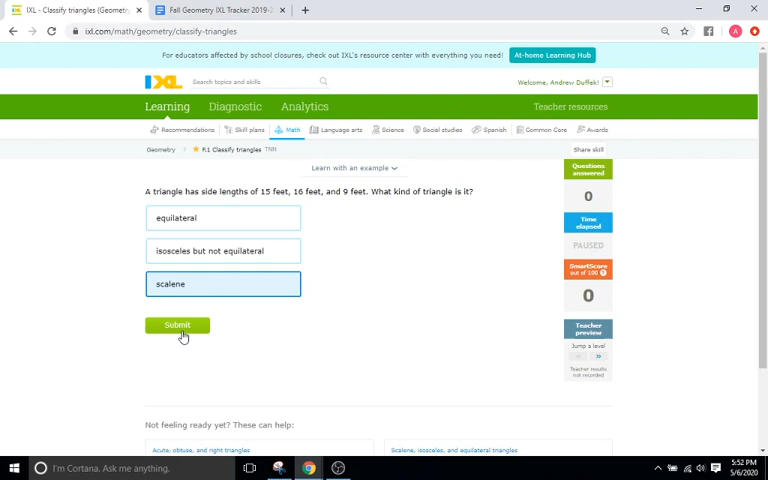 IXL - Classify triangles (Geomet
Fall Geometry IXL Tracker 2019-2
ixl.com/math/geometry/classify-triangles
For educators affected by school closures, check out IXL's resource center with everything you need!
At-home Learning Hub
IXL
Search topics and skills
Welcome, Andrew Duffek!
Learning
Diagnostic
Analytics
Teacher resources
Recommendations
Skill plans
Math
Language arts
Science
Social studies
Spanish
Common Core
Awards
Geometry
F.1 Classify triangles
TNN
Share skill
Learn with an example
A triangle has side lengths of 15 feet, 16 feet, and 9 feet. What kind of triangle is it?
equilateral
isosceles but not equilateral
scalene
Submit
Questions
answered
0
Time
elapsed
PAUSED
SmartScore
out of 100 ?
0
Teacher
preview
Jump a level
Teacher results
not recorded
Not feeling ready yet? These can help:
Acute, obtuse, and right triangles
Scalene, isosceles, and equilateral triangles
I'm Cortana. Ask me anything.
5:52 PM
5/6/2020